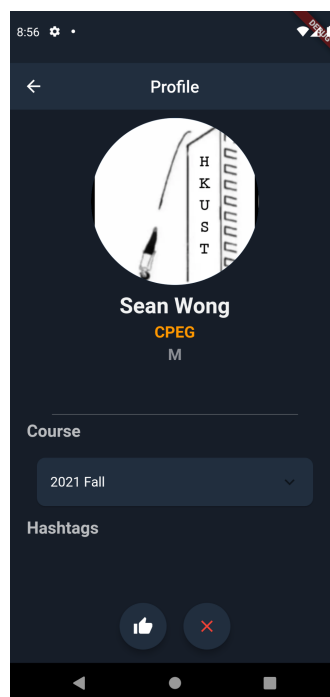 8:56
DEBUG
Profile
H
K
U
S
T
Sean Wong
CPEG
M
Course
2021 Fall
Hashtags